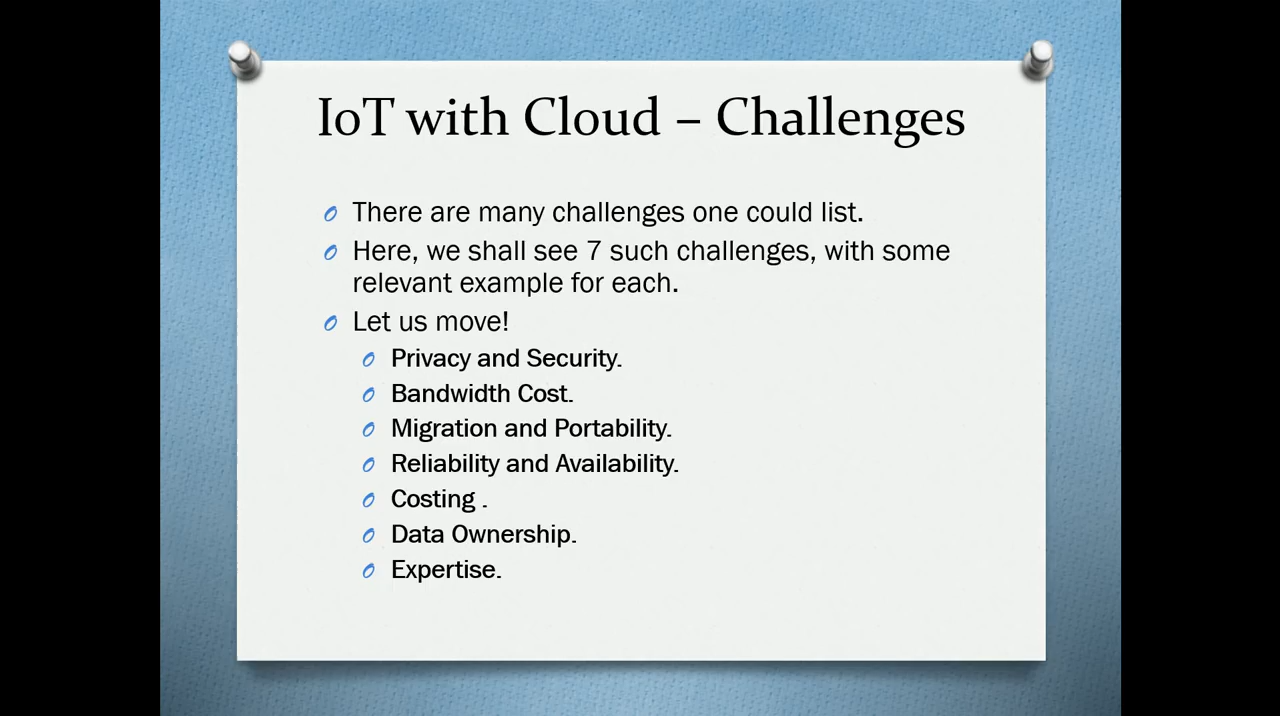 IoT with Cloud – Challenges
There are many challenges one could list.
Here, we shall see 7 such challenges, with some
relevant example for each.
Let us move!
Privacy and Security.
Bandwidth Cost.
Migration and Portability.
Reliability and Availability.
Costing .
Data Ownership.
Expertise.